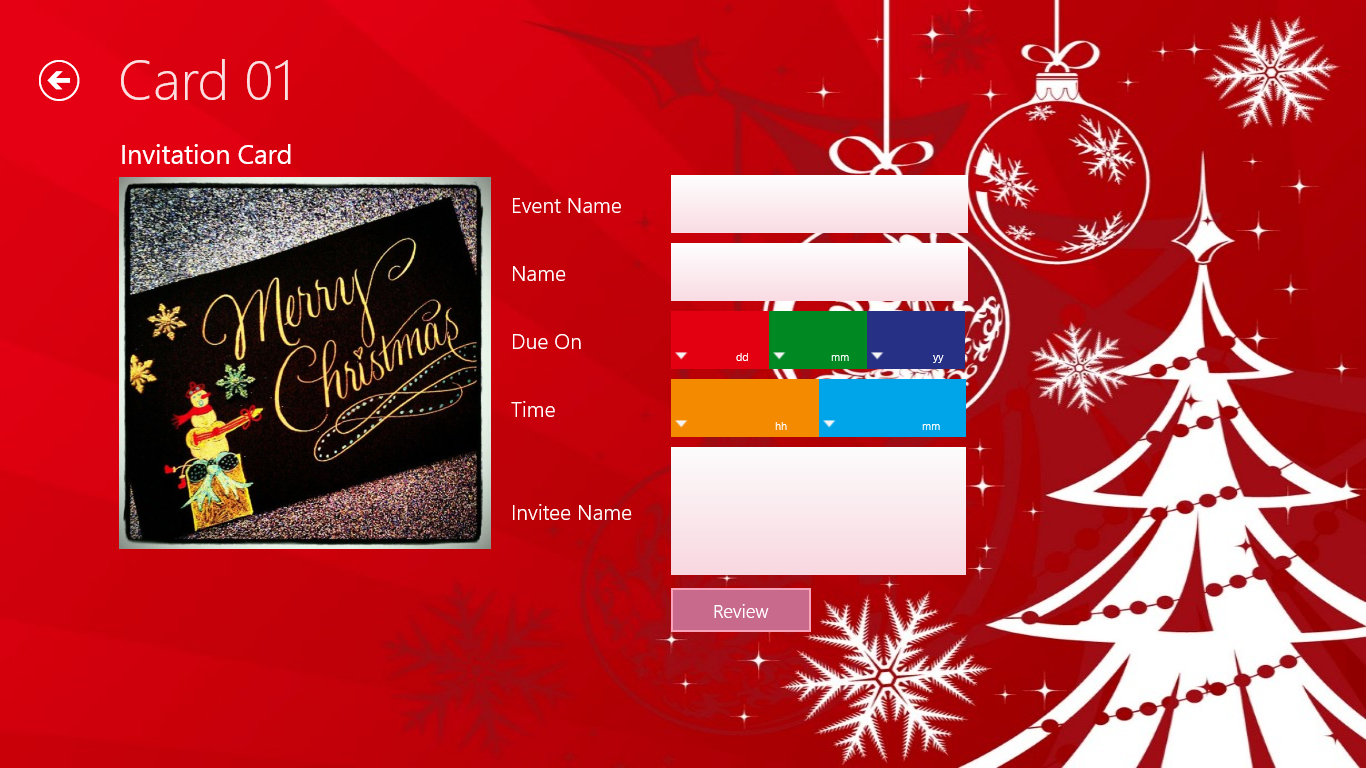 Card 01
Invitation Card
Merry
Christmas
Event Name
Name
Due On
dd
mm
yy
Time
hh
mm
Invitee Name
Review